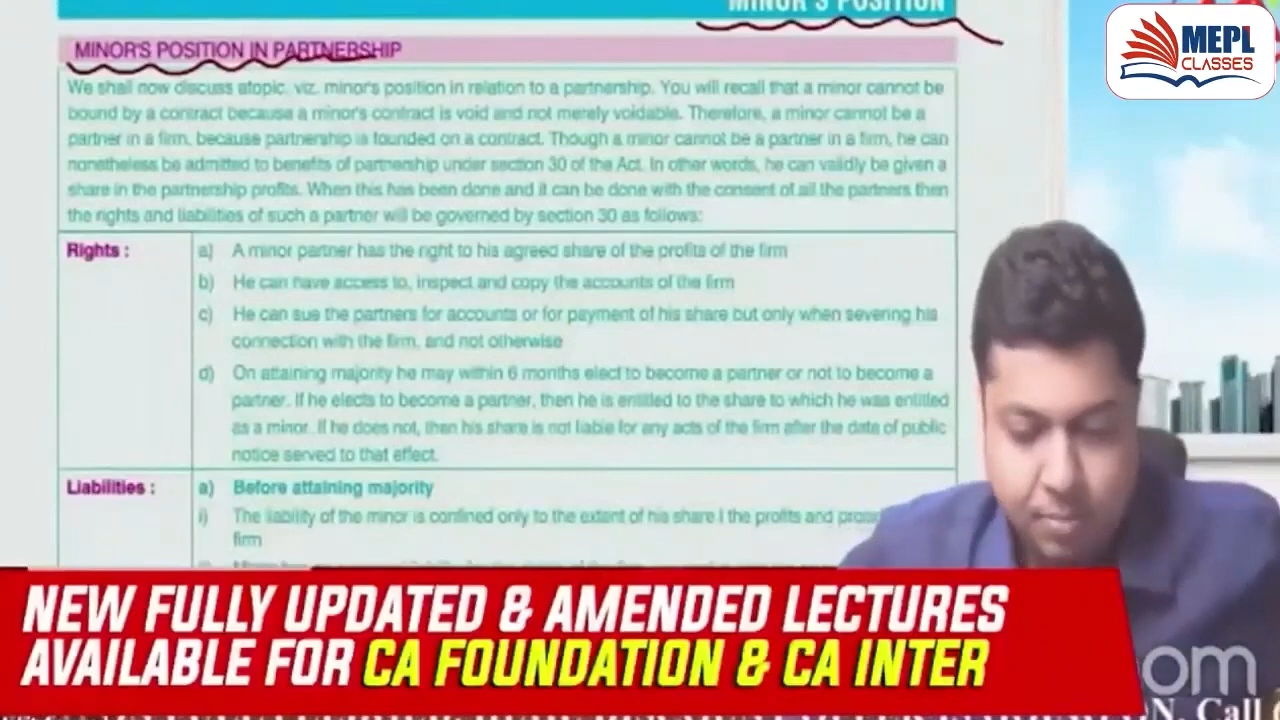 MINOR'S POSITION
MEPL
CLASSES
MINOR'S POSITION IN PARTNERSHIP
We shall now discuss atopic, viz. minor's position in relation to a partnership. You will recall that a minor cannot be
bound by a contract because a minor's contract is void and not merely voidable. Therefore, a minor cannot be a
partner in a firm, because partnership is founded on a contract. Though a minor cannot be a partner in a firm, he can
nonetheless be admitted to benefits of partnership under section 30 of the Act. In other words, he can validly be given a
share in the partnership profits. When this has been done and it can be done with the consent of all the partners then
the rights and liabilities of such a partner will be governed by section 30 as follows:
Rights :
a) A minor partner has the right to his agreed share of the profits of the firm
b) He can have access to, inspect and copy the accounts of the firm
c) He can sue the partners for accounts or for payment of his share but only when severing his
connection with the firm, and not otherwise
d) On attaining majority he may within 6 months elect to become a partner or not to become a
partner. If he elects to become a partner, then he is entitled to the share to which he was entitled
as a minor. If he does not, then his share is not liable for any acts of the firm after the date of public
notice served to that effect.
Liabilities :
a) Before attaining majority
i) The liability of the minor is confined only to the extent of his share I the profits and
firm
NEW FULLY UPDATED & AMENDED LECTURES
AVAILABLE FOR CA FOUNDATION & CA INTER
om
N. Call